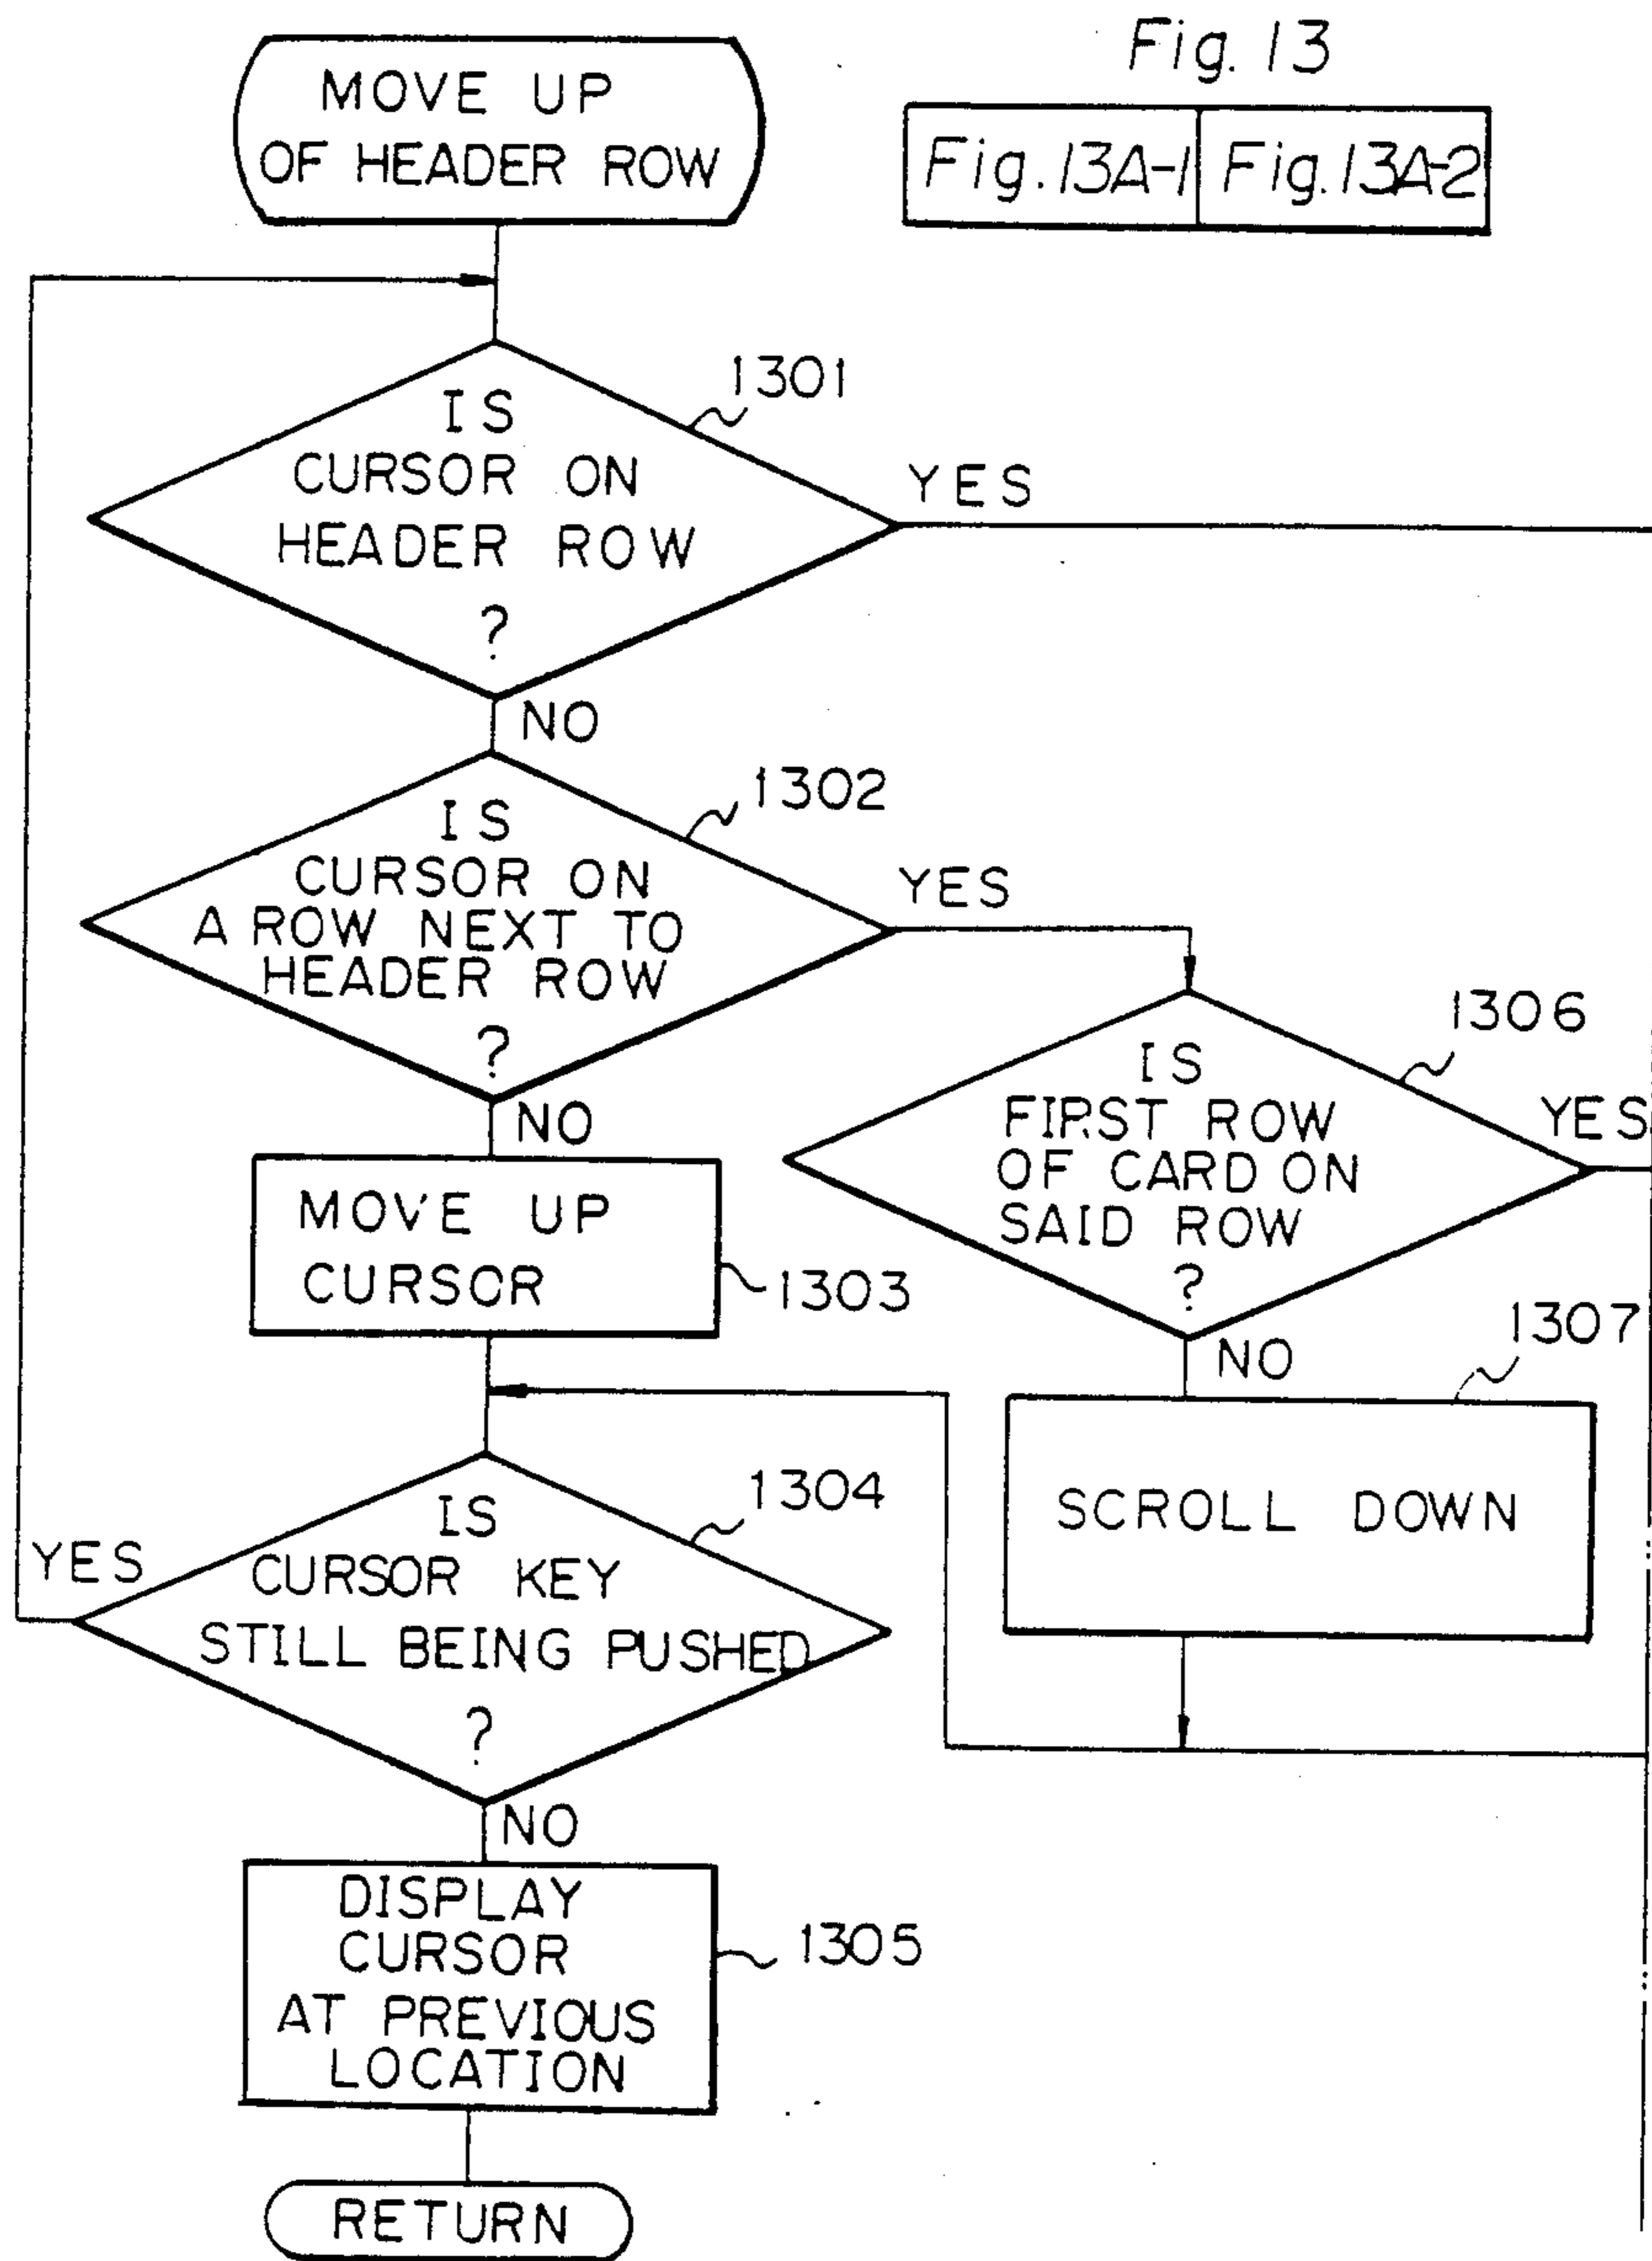 Fig. 13
Fig. 13A-1 Fig. 13A-2
MOVE UP
OF HEADER ROW
1301
IS
CURSOR ON
HEADER ROW
?
YES
NO
1302
IS
CURSOR ON
A ROW NEXT TO
HEADER ROW
?
YES
NO
MOVE UP
CURSOR
1303
1306
IS
FIRST ROW
OF CARD ON
SAID ROW
?
YES
NO
1307
SCROLL DOWN
1304
IS
CURSOR KEY
STILL BEING PUSHED
?
YES
NO
DISPLAY
CURSOR
AT PREVIOUS
LOCATION
1305
RETURN